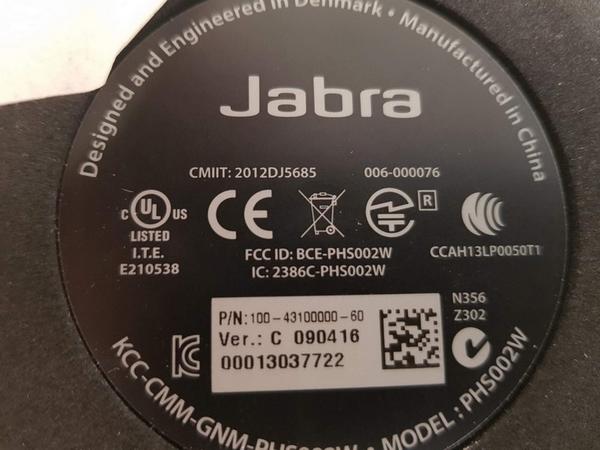 Designed and Engineered in Denmark • Manufactured in China
Jabra
CMIIT: 2012DJ5685 006-000076
C UL US CE R
LISTED
I.T.E.
E210538
FCC ID: BCE-PHS002W
IC: 2386C-PHS002W
CCAH13LP0050T1
P/N:100-43100000-60
Ver.: C 090416
00013037722
N356
Z302
KCC-CMM-GNM-PHS002W • MODEL : PHS002W